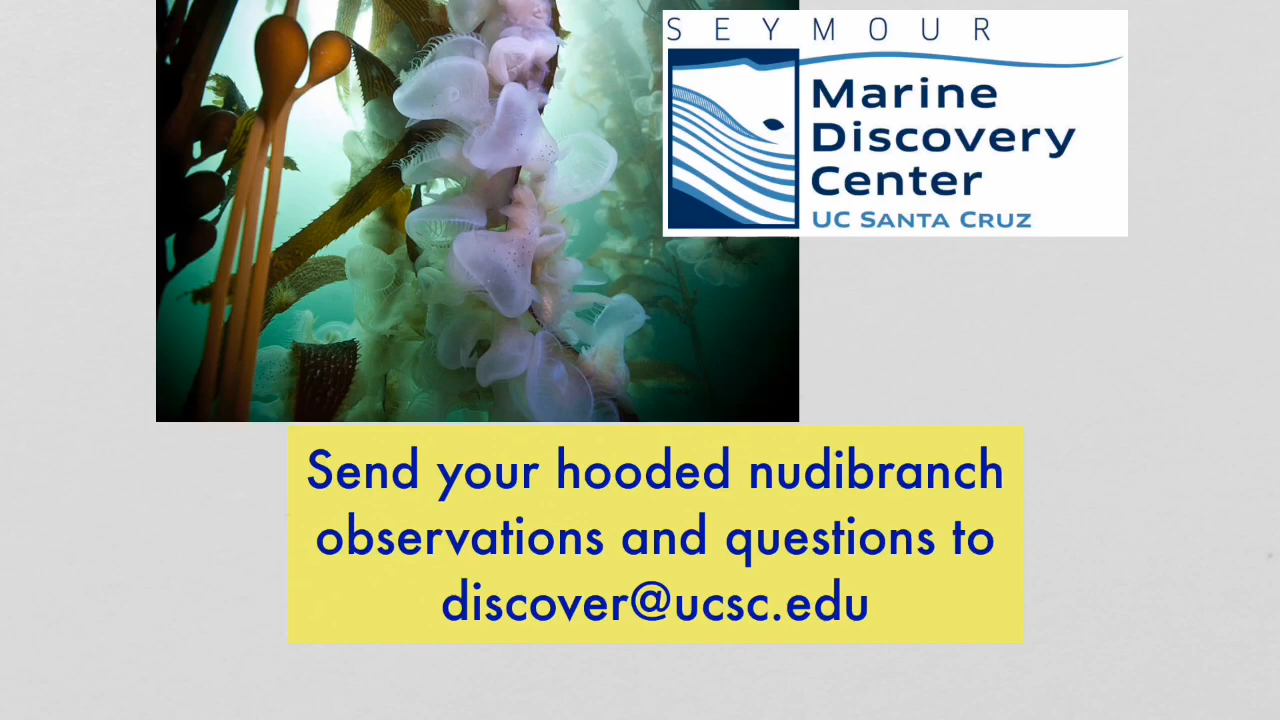 SEYMOUR
Marine
Discovery
Center
UC SANTA CRUZ
Send your hooded nudibranch
observations and questions to
discover@ucsc.edu